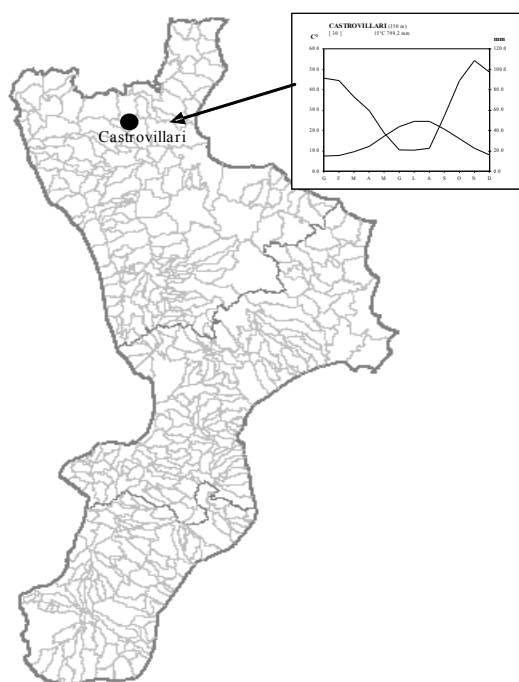 CASTROVILLARI (350 m)
[ 30 ] 15°C 799,2 mm
C° mm
60.0 120.0
50.0 100.0
40.0 80.0
30.0 60.0
20.0 40.0
10.0 20.0
0.0 0.0
G F M A M G L A S O N D
Castrovillari